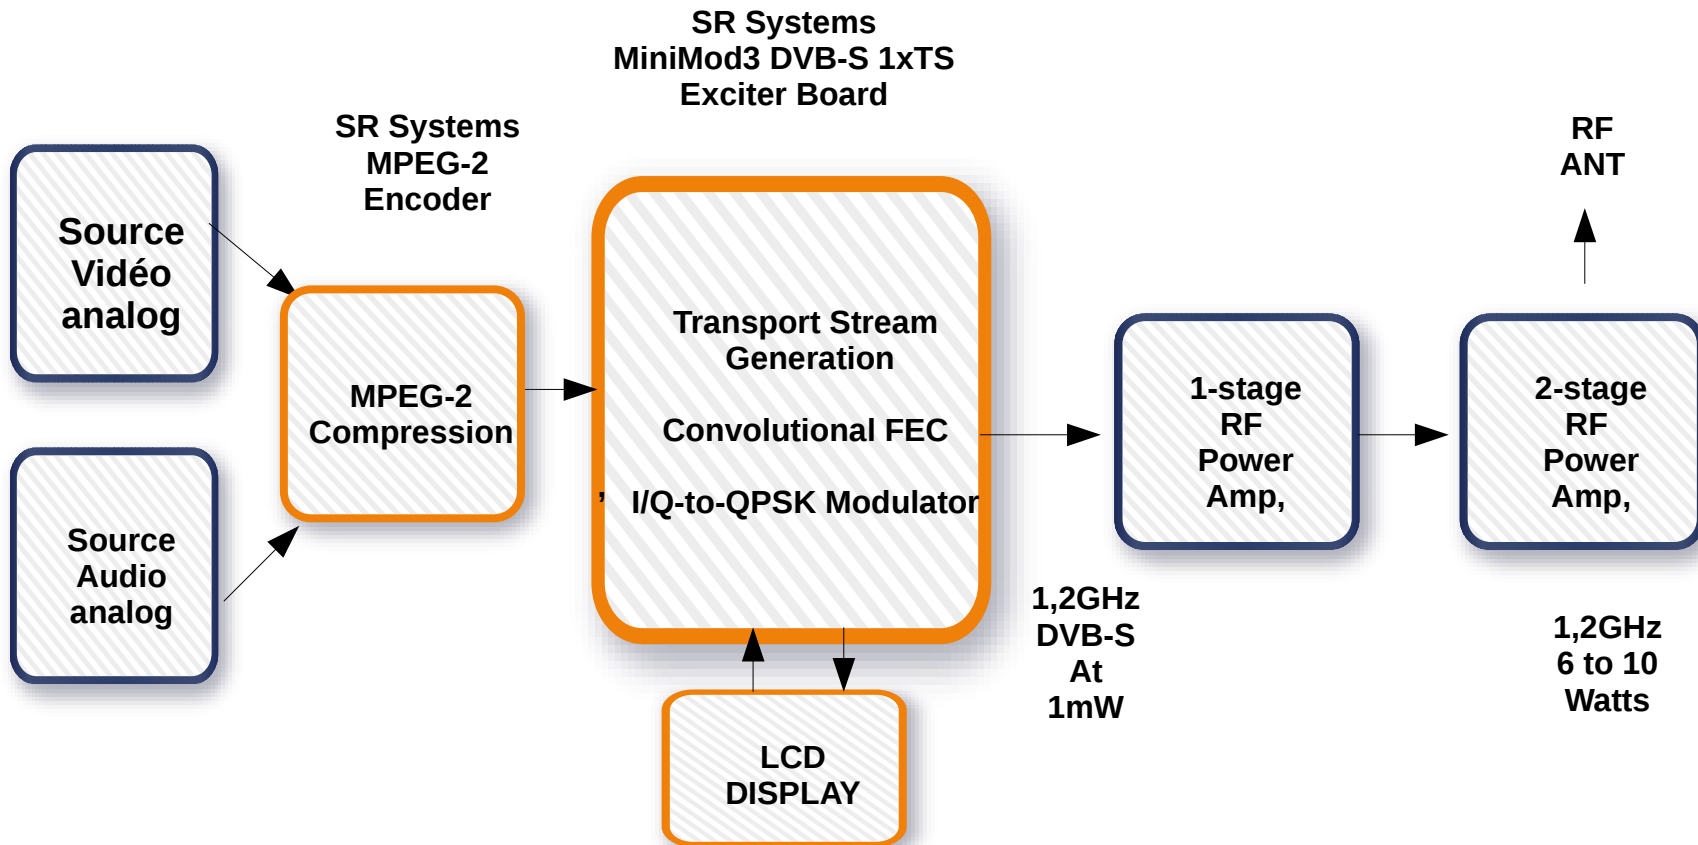 SR Systems
MiniMod3 DVB-S 1xTS
Exciter Board
SR Systems
MPEG-2
Encoder
RF
ANT
Source
Vidéo
analog
MPEG-2
Compression
Transport Stream
Generation
Convolutional FEC
, I/Q-to-QPSK Modulator
1-stage
RF
Power
Amp,
2-stage
RF
Power
Amp,
Source
Audio
analog
1,2GHz
DVB-S
At
1mW
1,2GHz
6 to 10
Watts
LCD
DISPLAY